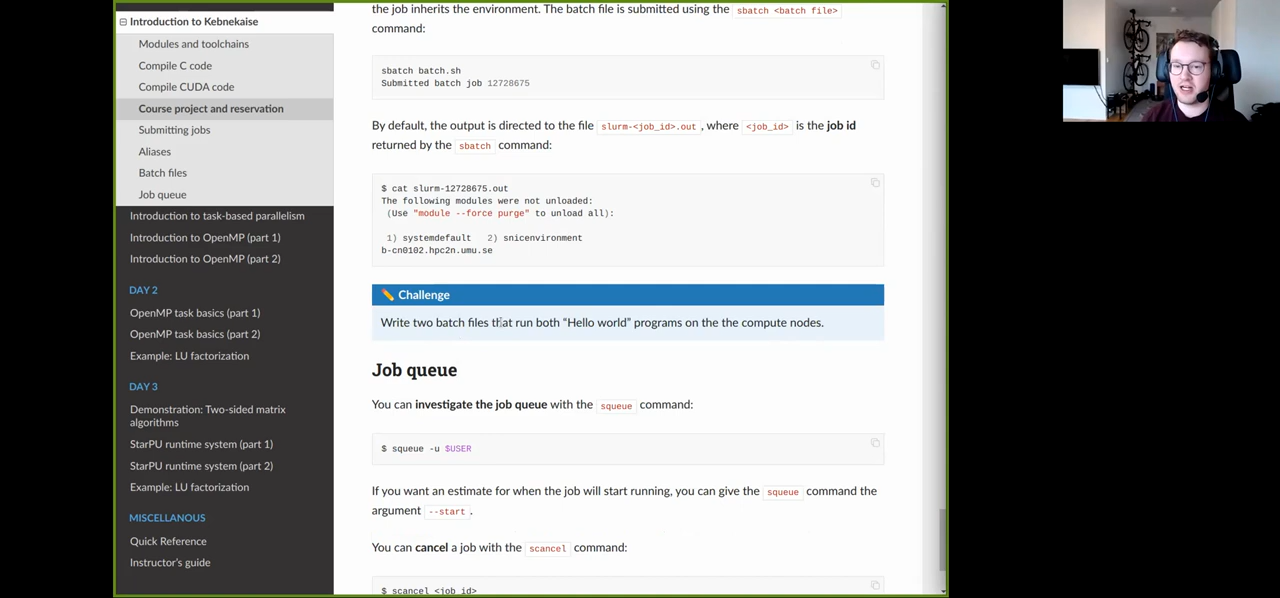 Introduction to Kebnekaise
Modules and toolchains
Compile C code
Compile CUDA code
Course project and reservation
Submitting jobs
Aliases
Batch files
Job queue
Introduction to task-based parallelism
Introduction to OpenMP (part 1)
Introduction to OpenMP (part 2)
DAY 2
OpenMP task basics (part 1)
OpenMP task basics (part 2)
Example: LU factorization
DAY 3
Demonstration: Two-sided matrix
algorithms
StarPU runtime system (part 1)
StarPU runtime system (part 2)
Example: LU factorization
MISCELLANOUS
Quick Reference
Instructor's guide
the job inherits the environment. The batch file is submitted using the sbatch <batch file>
command:
sbatch batch.sh
Submitted batch job 12728675
By default, the output is directed to the file slurm-<job_id>.out, where <job_id> is the job id
returned by the sbatch command:
$ cat slurm-12728675.out
The following modules were not unloaded:
(Use "module --force purge" to unload all):
1) systemdefault 2) snicenvironment
b-cn0102.hpc2n.umu.se
✏️ Challenge
Write two batch files that run both “Hello world” programs on the the compute nodes.
Job queue
You can investigate the job queue with the squeue command:
$ squeue -u $USER
If you want an estimate for when the job will start running, you can give the squeue command the
argument --start.
You can cancel a job with the scancel command:
$ scancel <job id>